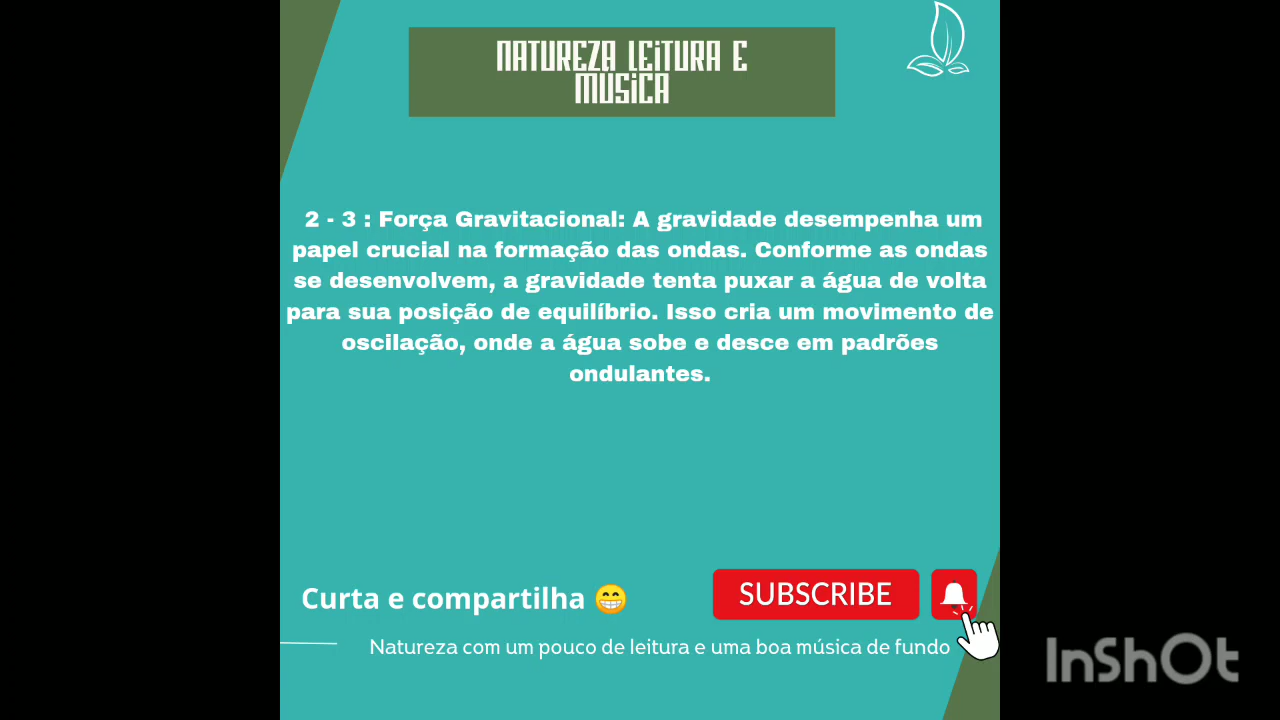 NATUREZA LEITURA E
MUSICA
2 - 3 : Força Gravitacional: A gravidade desempenha um
papel crucial na formação das ondas. Conforme as ondas
se desenvolvem, a gravidade tenta puxar a água de volta
para sua posição de equilíbrio. Isso cria um movimento de
oscilação, onde a água sobe e desce em padrões
ondulantes.
Curta e compartilha 😁
SUBSCRIBE
Natureza com um pouco de leitura e uma boa música de fundo
InShOt